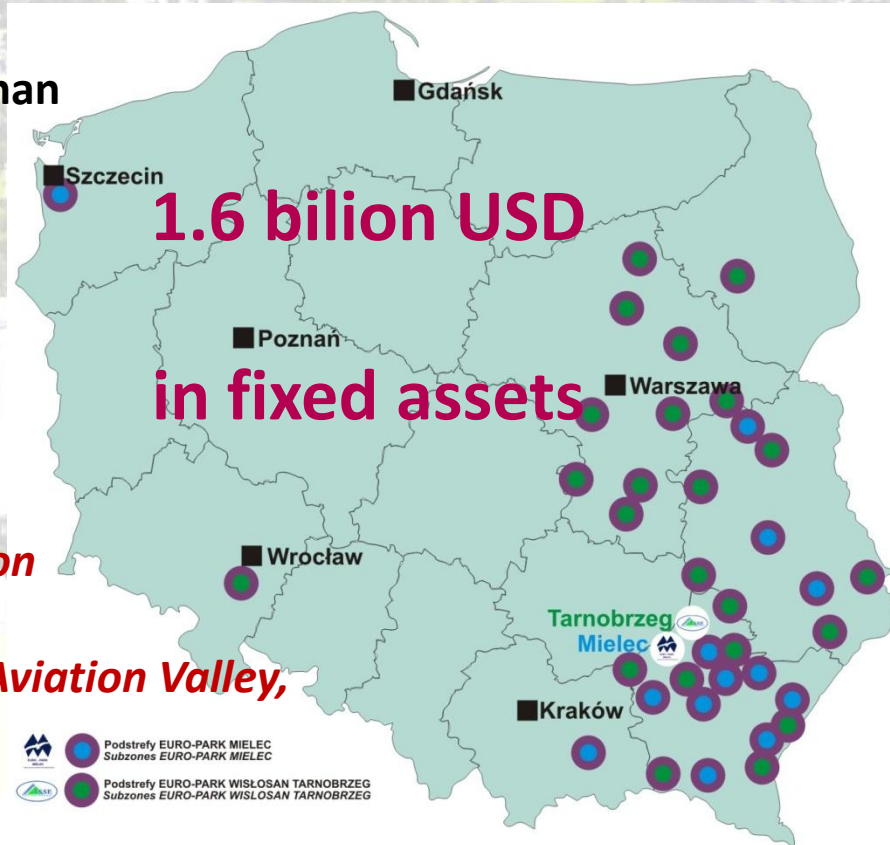 nan
Gdańsk
Szczecin
1.6 bilion USD
Poznań
in fixed assets
Warszawa
on
Wrocław
Tarnobrzeg
Mielec
Aviation Valley,
Kraków
Podstrefy EURO-PARK MIELEC
Subzones EURO-PARK MIELEC
Podstrefy EURO-PARK WISŁOSAN TARNOBRZEG
Subzones EURO-PARK WISLOSAN TARNOBRZEG